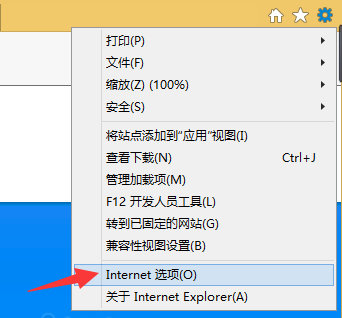 打印(P)
文件(F)
缩放(Z) (100%)
安全(S)
将站点添加到“应用”视图(I)
查看下载(N) Ctrl+J
管理加载项(M)
F12 开发人员工具(L)
转到已固定的网站(G)
兼容性视图设置(B)
Internet 选项(O)
关于 Internet Explorer(A)